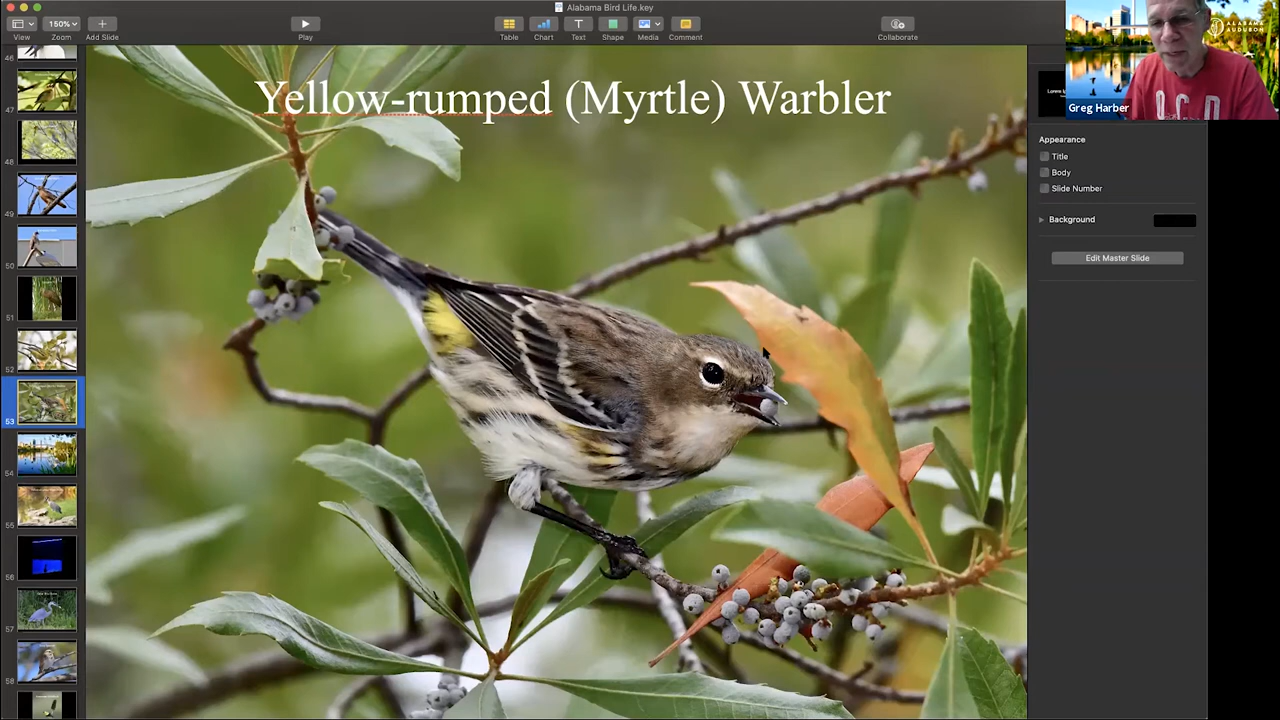 Alabama Bird Life.key
150%
View
Zoom
Add Slide
Play
Table
Chart
Text
Shape
Media
Comment
Collaborate
ALABAMA
AUDUBON
Greg Harber
Yellow-rumped (Myrtle) Warbler
Appearance
Title
Body
Slide Number
Background
Edit Master Slide
46
47
48
49
50
51
52
53
54
55
56
57
58